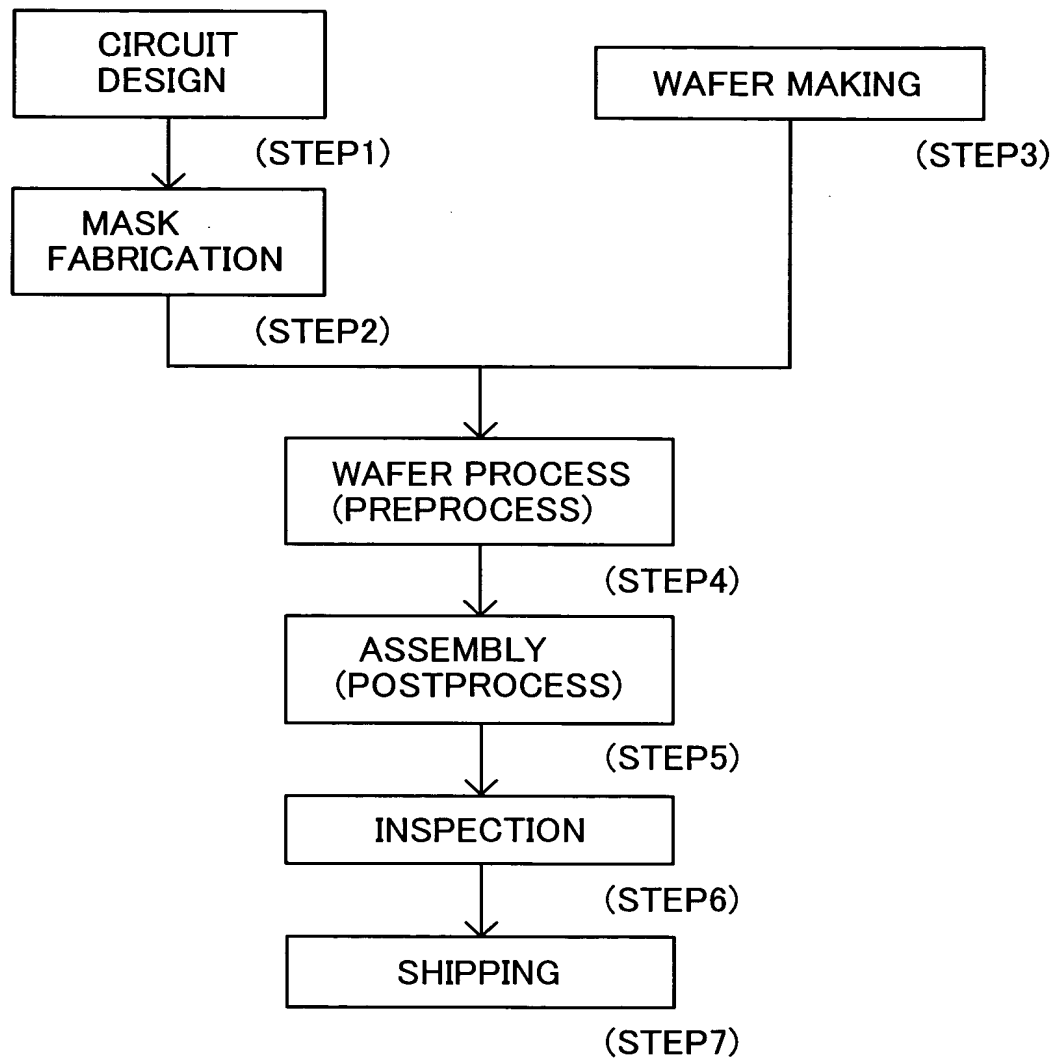 CIRCUIT
DESIGN
(STEP1)
WAFER MAKING
(STEP3)
MASK
FABRICATION
(STEP2)
WAFER PROCESS
(PREPROCESS)
(STEP4)
ASSEMBLY
(POSTPROCESS)
(STEP5)
INSPECTION
(STEP6)
SHIPPING
(STEP7)